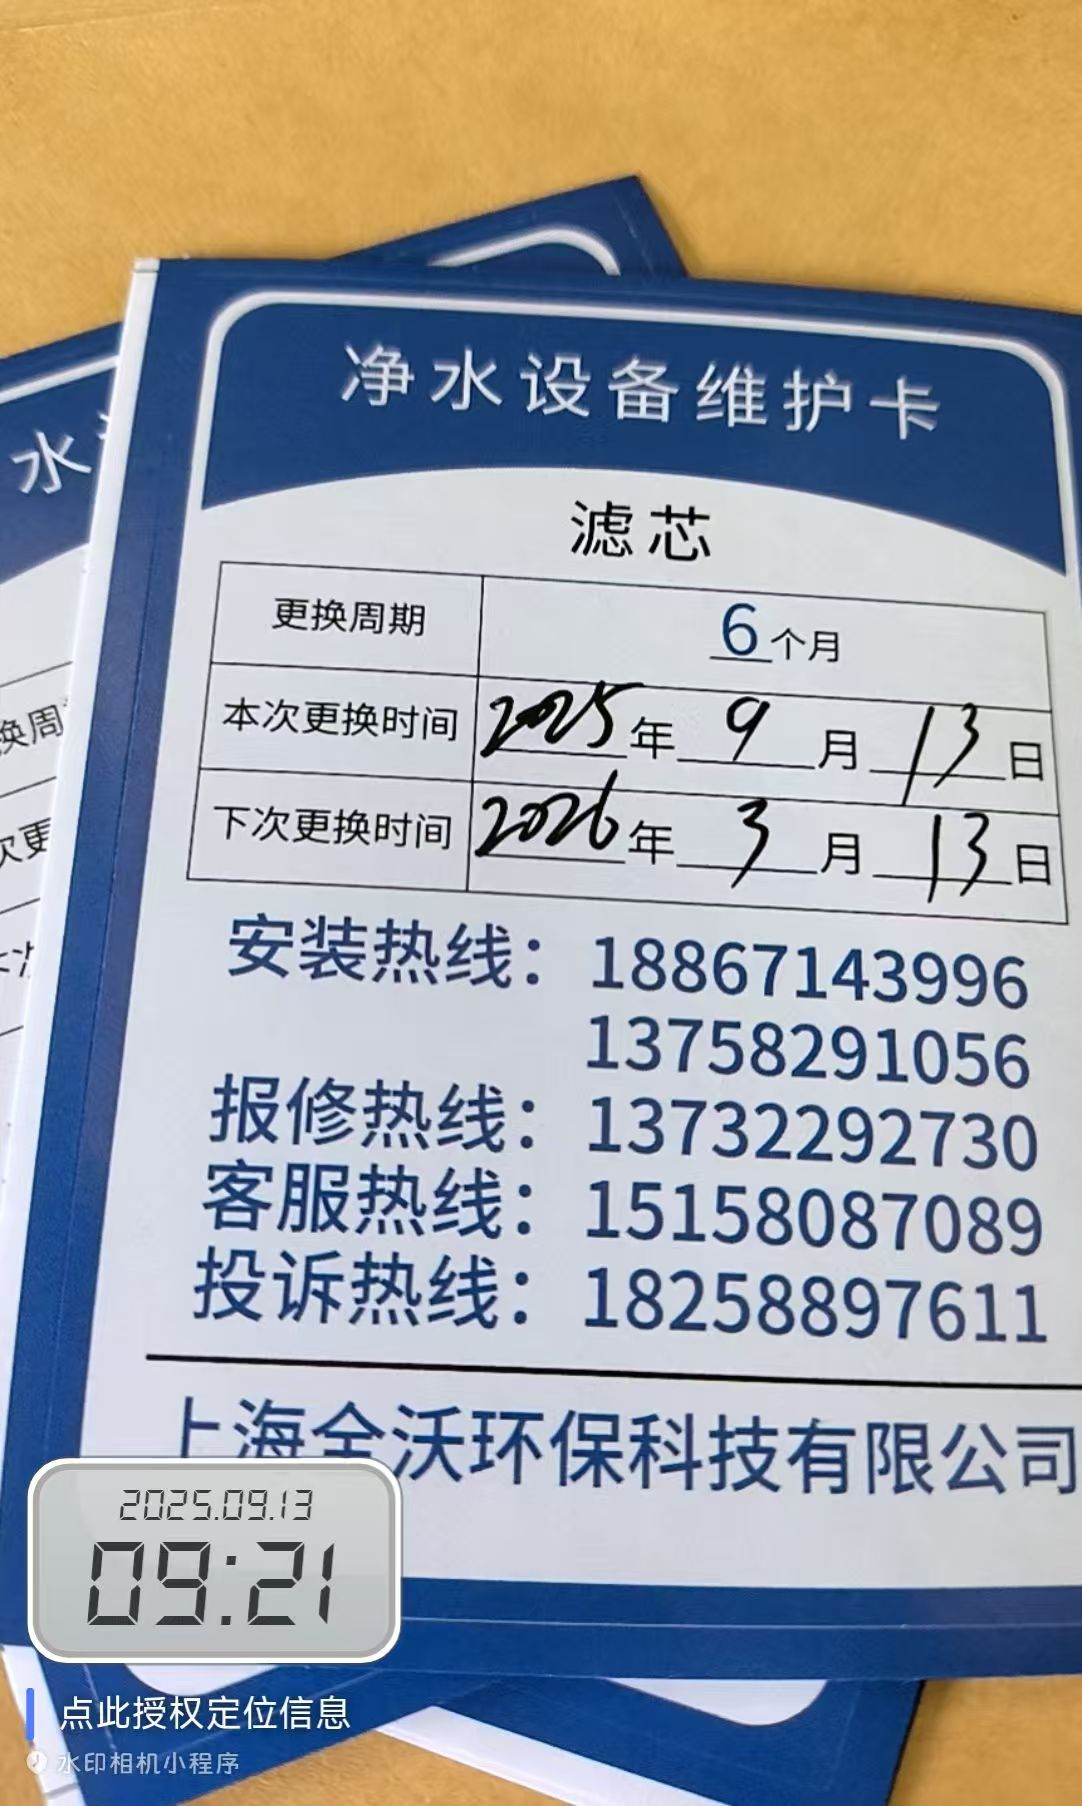 净水设备维护卡
滤芯
更换周期 6个月
本次更换时间 2025年9月13日
下次更换时间 2026年3月13日
安装热线：18867143996
13758291056
报修热线：13732292730
客服热线：15158087089
投诉热线：18258897611
上海全沃环保科技有限公司
水
换周
次更
2025.09.13
09:21
点此授权定位信息
水印相机小程序